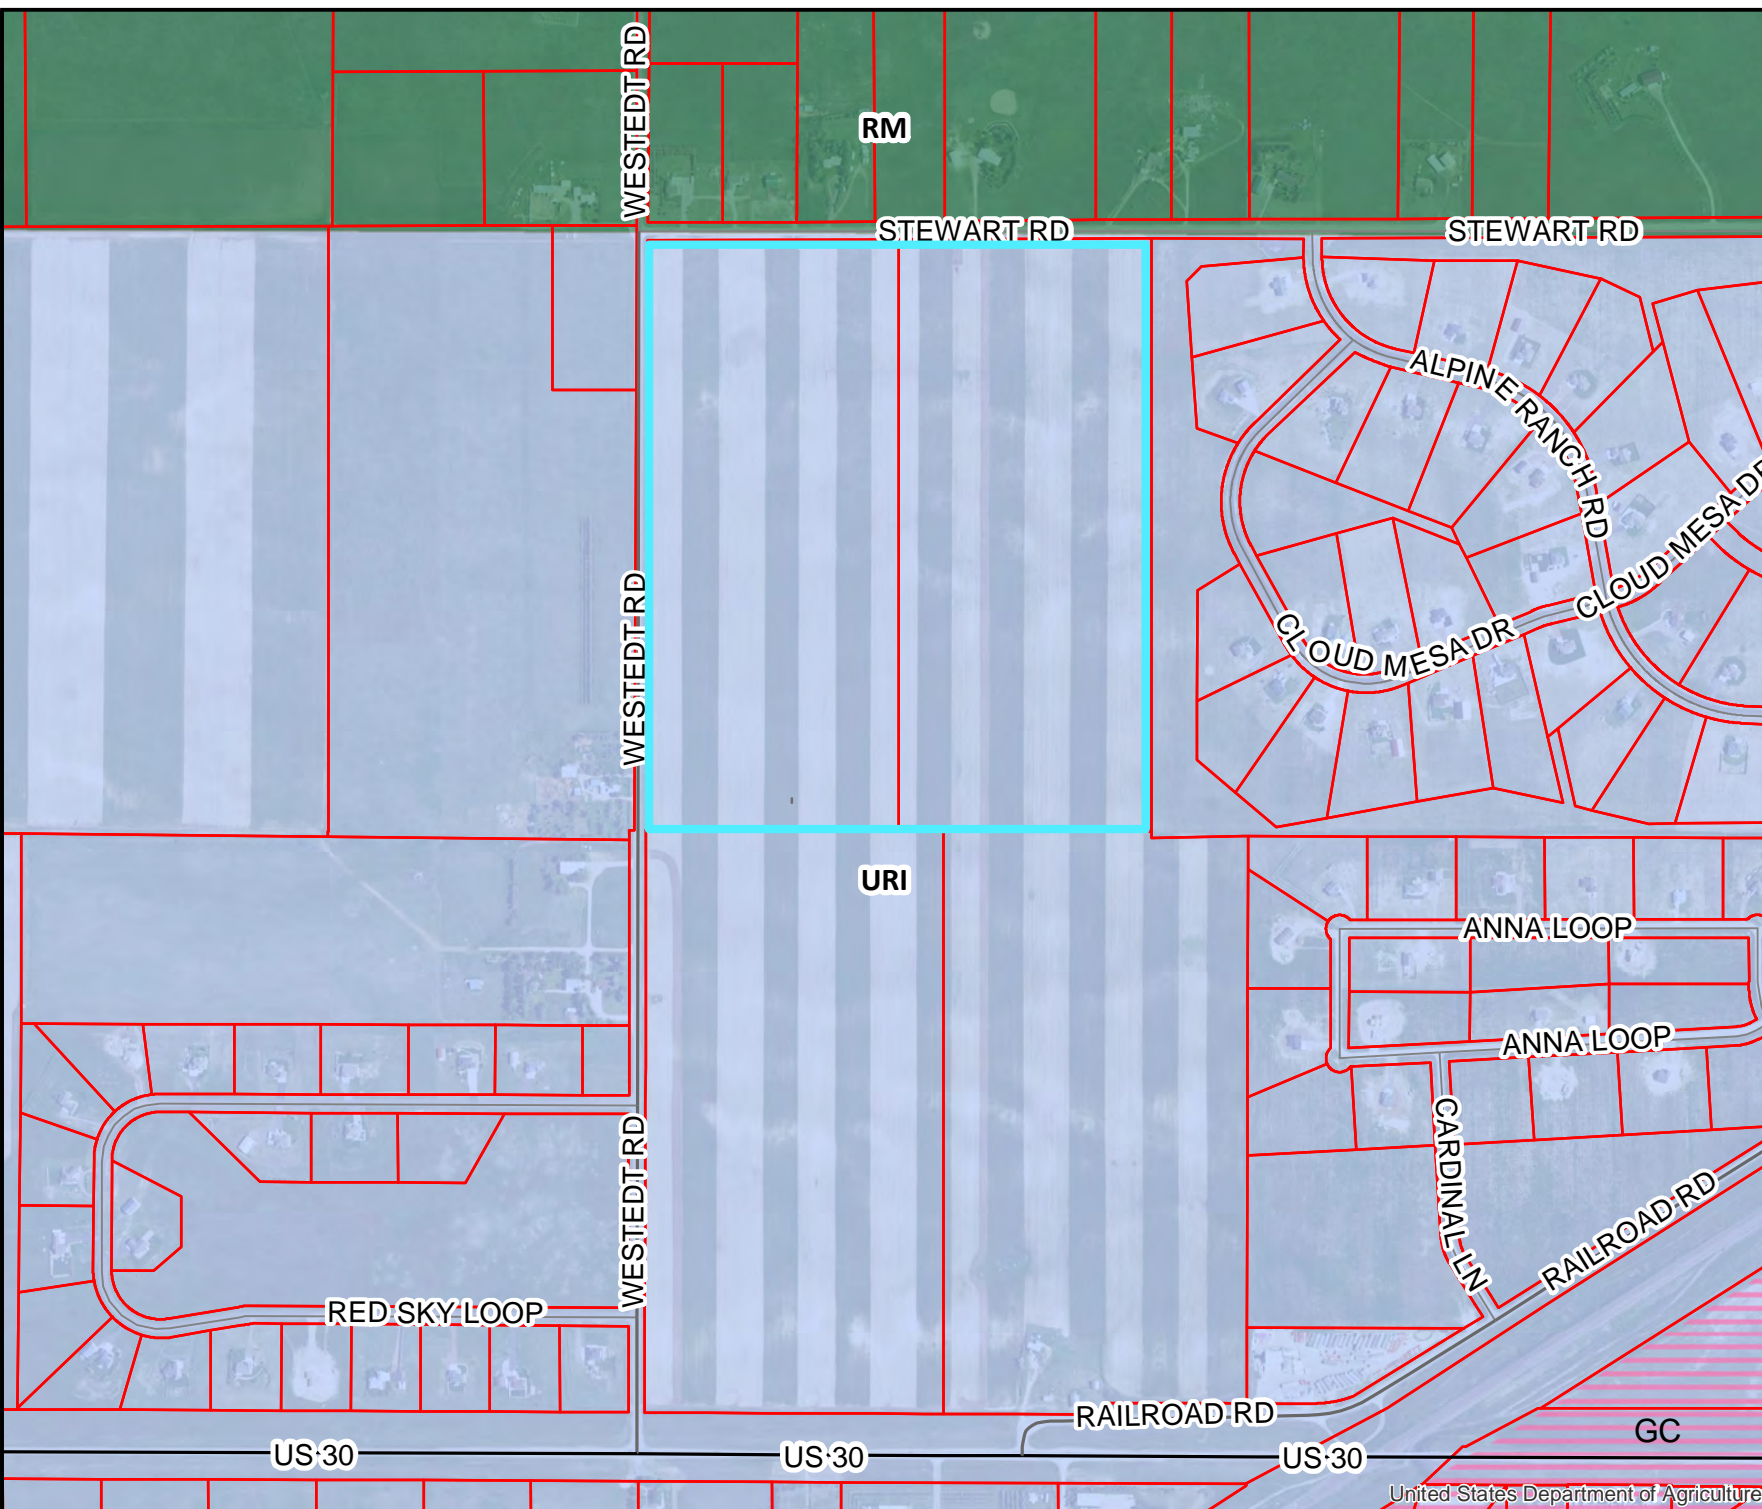 WESTEDT RD
RM
STEWART RD
STEWART RD
ALPINE RANCH RD
CLOUD MESA DR
CLOUD MESA DR
WESTEDT RD
URI
ANNA LOOP
ANNA LOOP
CARDINAL LN
WESTEDT RD
RAILROAD RD
RED SKY LOOP
RAILROAD RD
GC
US 30
US 30
US 30
United States Department of Agriculture